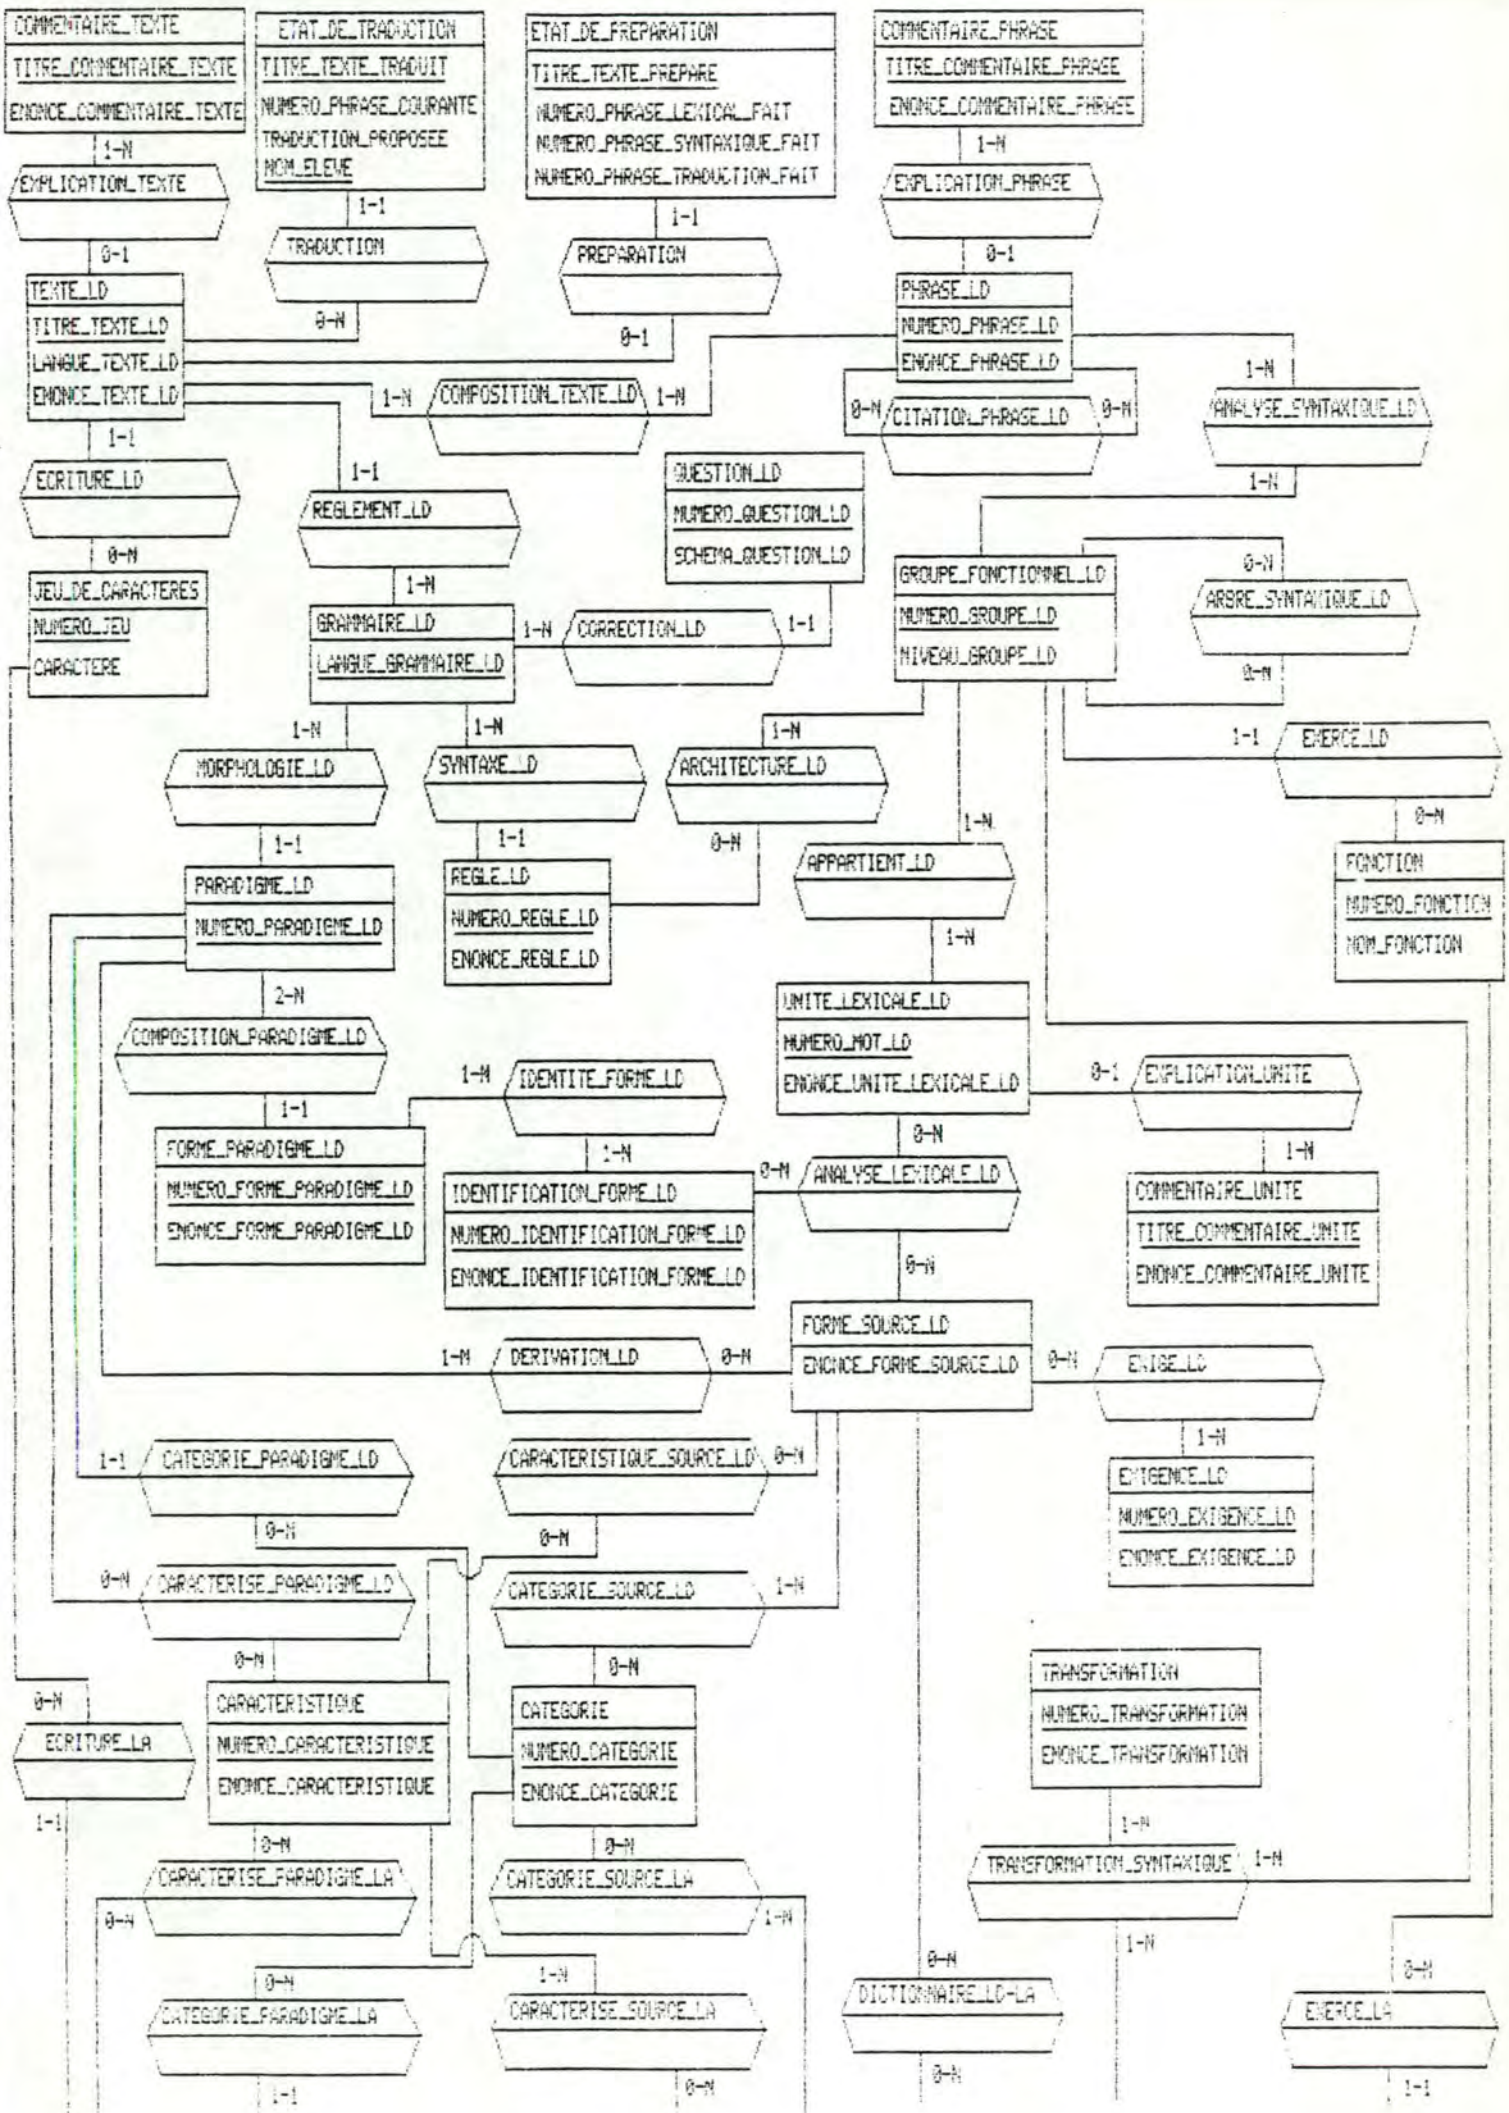 COMMENTAIRE_TEXTE
TITRE_COMMENTAIRE_TEXTE
ENONCE_COMMENTAIRE_TEXTE
ETAT_DE_TRADUCTION
TITRE_TEXTE_TRADUIT
NUMERO_PHRASE_COURANTE
TRADUCTION_PROPOSEE
NOM_ELEVE
ETAT_DE_PREPARATION
TITRE_TEXTE_PREPARE
NUMERO_PHRASE_LEXICAL_FAIT
NUMERO_PHRASE_SYNTAXIQUE_FAIT
NUMERO_PHRASE_TRADUCTION_FAIT
COMMENTAIRE_PHRASE
TITRE_COMMENTAIRE_PHRASE
ENONCE_COMMENTAIRE_PHRASE
1-N
EXPLICATION_TEXTE
0-1
1-1
TRADUCTION
0-N
1-1
PREPARATION
0-1
1-N
EXPLICATION_PHRASE
0-1
TEXTE_LD
TITRE_TEXTE_LD
LANGUE_TEXTE_LD
ENONCE_TEXTE_LD
PHRASE_LD
NUMERO_PHRASE_LD
ENONCE_PHRASE_LD
1-N
COMPOSITION_TEXTE_LD
1-N
0-N
CITATION_PHRASE_LD
0-N
1-N
ANALYSE_SYNTAXIQUE_LD
1-N
1-1
ECRITURE_LD
0-N
1-1
REGLEMENT_LD
1-N
QUESTION_LD
NUMERO_QUESTION_LD
SCHEMA_QUESTION_LD
JEU_DE_CARACTERES
NUMERO_JEU
CARACTERE
GRAMMAIRE_LD
LANGUE_GRAMMAIRE_LD
1-N
CORRECTION_LD
1-1
GROUPE_FONCTIONNEL_LD
NUMERO_GROUPE_LD
NIVEAU_GROUPE_LD
0-N
ARBRE_SYNTAXIQUE_LD
0-N
1-N
MORPHOLOGIE_LD
1-1
1-N
SYNTAXE_LD
1-1
1-N
ARCHITECTURE_LD
0-N
1-1
EXERCE_LD
0-N
1-N
APPARTIENT_LD
1-N
FONCTION
NUMERO_FONCTION
NOM_FONCTION
PARADIGME_LD
NUMERO_PARADIGME_LD
REGLE_LD
NUMERO_REGLE_LD
ENONCE_REGLE_LD
2-N
COMPOSITION_PARADIGME_LD
1-1
UNITE_LEXICALE_LD
NUMERO_MOT_LD
ENONCE_UNITE_LEXICALE_LD
0-1
EXPLICATION_UNITE
1-N
1-N
IDENTITE_FORME_LD
1-N
FORME_PARADIGME_LD
NUMERO_FORME_PARADIGME_LD
ENONCE_FORME_PARADIGME_LD
IDENTIFICATION_FORME_LD
NUMERO_IDENTIFICATION_FORME_LD
ENONCE_IDENTIFICATION_FORME_LD
0-N
0-N
ANALYSE_LEXICALE_LD
0-N
COMMENTAIRE_UNITE
TITRE_COMMENTAIRE_UNITE
ENONCE_COMMENTAIRE_UNITE
FORME_SOURCE_LD
ENONCE_FORME_SOURCE_LD
1-N
DERIVATION_LD
0-N
0-N
EXIGE_LD
1-N
1-1
CATEGORIE_PARADIGME_LD
0-N
CARACTERISTIQUE_SOURCE_LD
0-N
0-N
EXIGENCE_LD
NUMERO_EXIGENCE_LD
ENONCE_EXIGENCE_LD
0-N
CARACTERISE_PARADIGME_LD
0-N
CATEGORIE_SOURCE_LD
1-N
0-N
0-N
ECRITURE_LA
1-1
CARACTERISTIQUE
NUMERO_CARACTERISTIQUE
ENONCE_CARACTERISTIQUE
CATEGORIE
NUMERO_CATEGORIE
ENONCE_CATEGORIE
TRANSFORMATION
NUMERO_TRANSFORMATION
ENONCE_TRANSFORMATION
0-N
CARACTERISE_PARADIGME_LA
0-N
0-N
CATEGORIE_SOURCE_LA
1-N
1-N
TRANSFORMATION_SYNTAXIQUE
1-N
1-N
0-N
CATEGORIE_PARADIGME_LA
1-1
1-N
CARACTERISE_SOURCE_LA
0-N
0-N
DICTIONNAIRE_LD-LA
0-N
0-N
EXERCE_LA
1-1